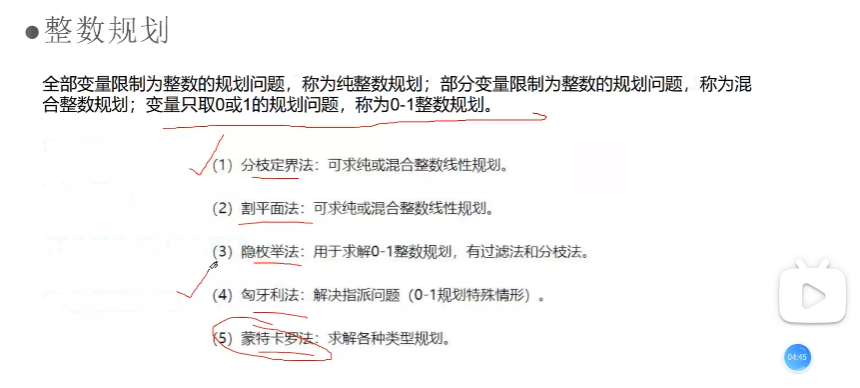 ●整数规划
全部变量限制为整数的规划问题，称为纯整数规划；部分变量限制为整数的规划问题，称为混
合整数规划；变量只取0或1的规划问题，称为0-1整数规划。
(1）分枝定界法：可求纯或混合整数线性规划。
(2）割平面法：可求纯或混合整数线性规划。
(3）隐枚举法：用于求解0-1整数规划，有过滤法和分枝法。
(4）匈牙利法：解决指派问题（0-1规划特殊情形）。
(5）蒙特卡罗法：求解各种类型规划。
04:45